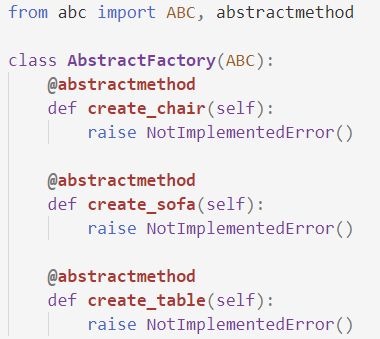 from abc import ABC, abstractmethod
class AbstractFactory(ABC):
@abstractmethod
def create_chair(self):
raise NotImplementedError()
@abstractmethod
def create_sofa(self):
raise NotImplementedError()
@abstractmethod
def create_table(self):
raise NotImplementedError()